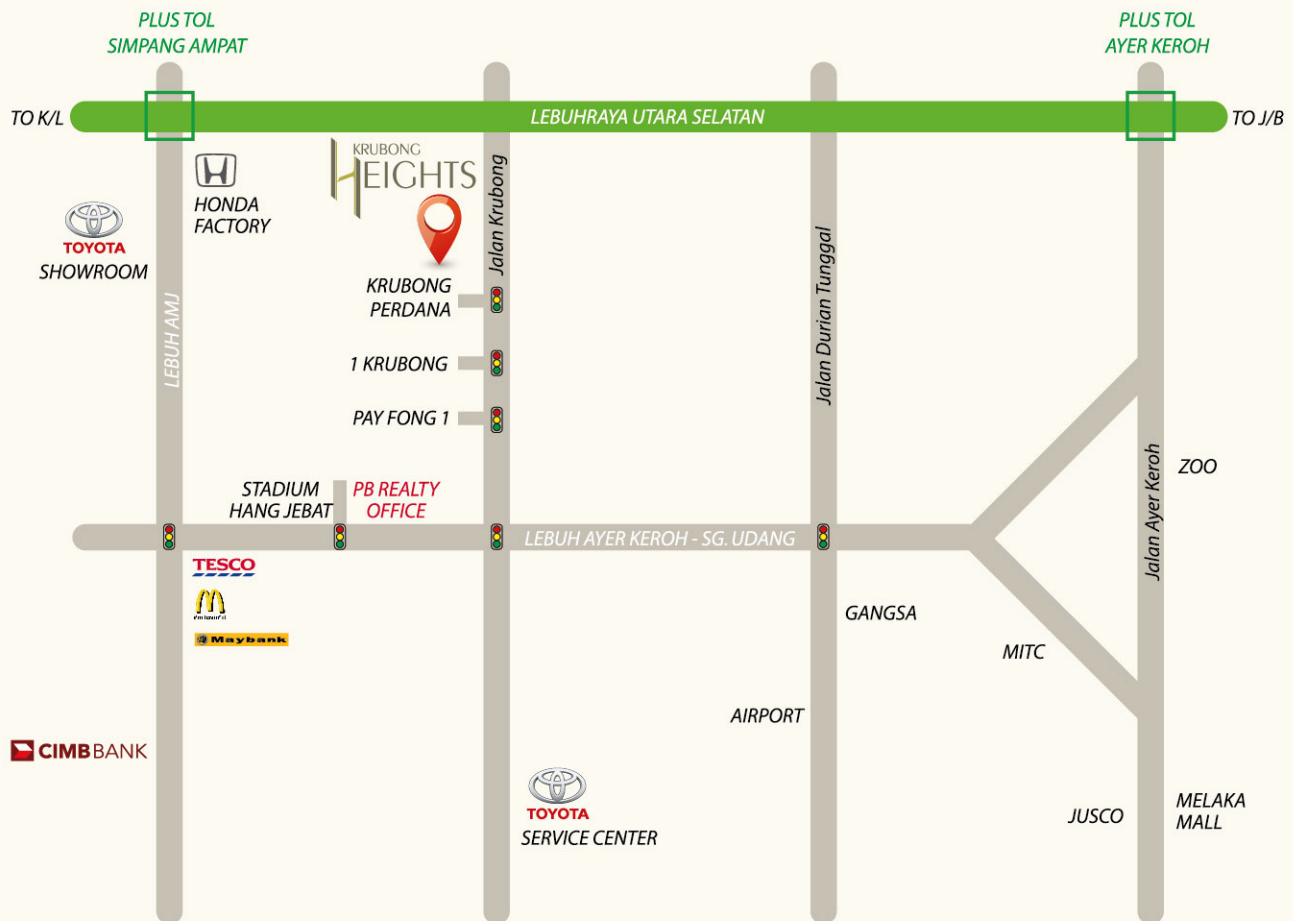 PLUS TOL
SIMPANG AMPAT
PLUS TOL
AYER KEROH
TO K/L
LEBUHRAYA UTARA SELATAN
TO J/B
HONDA
FACTORY
KRUBONG
HEIGHTS
Jalan Krubong
TOYOTA
SHOWROOM
KRUBONG
PERDANA
LEBUH AMJ
1 KRUBONG
PAY FONG 1
Jalan Durian Tunggal
Jalan Ayer Keroh
ZOO
STADIUM
HANG JEBAT
PB REALTY
OFFICE
LEBUH AYER KEROH - SG. UDANG
TESCO
i'm lovin' it
Maybank
GANGSA
MITC
AIRPORT
CIMB BANK
TOYOTA
SERVICE CENTER
JUSCO
MELAKA
MALL